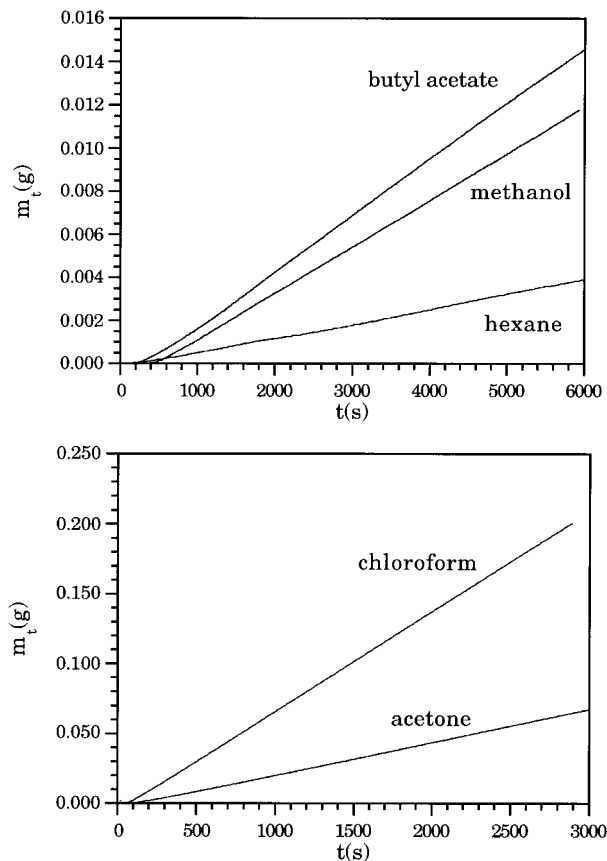 0.016
0.014
0.012
0.010
0.008
0.006
0.004
0.002
0.000
m_t(g)
butyl acetate
methanol
hexane
0 1000 2000 3000 4000 5000 6000
t(s)
0.250
0.200
0.150
0.100
0.050
0.000
m_t(g)
chloroform
acetone
0 500 1000 1500 2000 2500 3000
t(s)